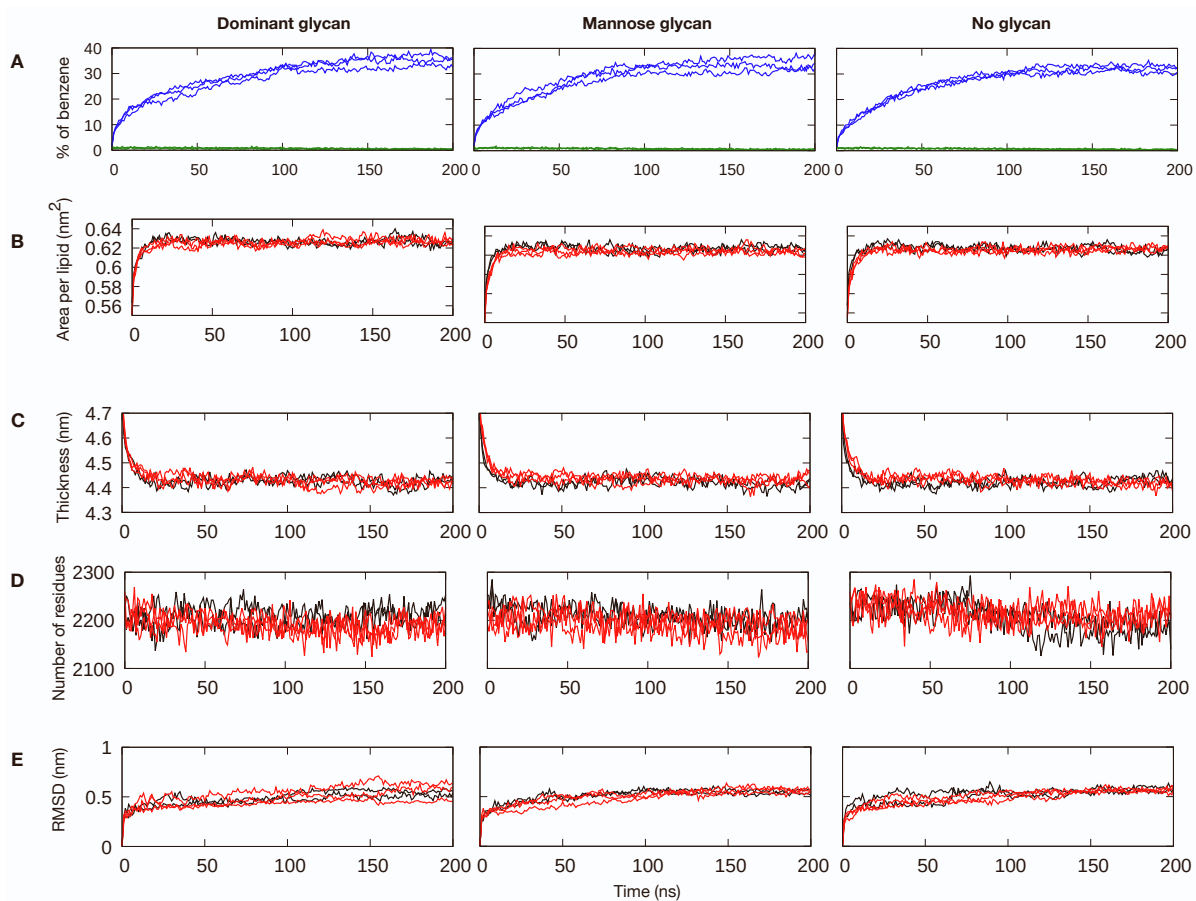 Dominant glycan Mannose glycan No glycan
A
% of benzene
40
30
20
10
0
0 50 100 150 200
0 50 100 150 200
0 50 100 150 200
B
Area per lipid (nm²)
0.64
0.62
0.6
0.58
0.56
0 50 100 150 200
0 50 100 150 200
0 50 100 150 200
C
Thickness (nm)
4.7
4.6
4.5
4.4
4.3
0 50 100 150 200
0 50 100 150 200
0 50 100 150 200
D
Number of residues
2300
2200
2100
0 50 100 150 200
0 50 100 150 200
0 50 100 150 200
E
RMSD (nm)
1
0.5
0
0 50 100 150 200
0 50 100 150 200
0 50 100 150 200
Time (ns)